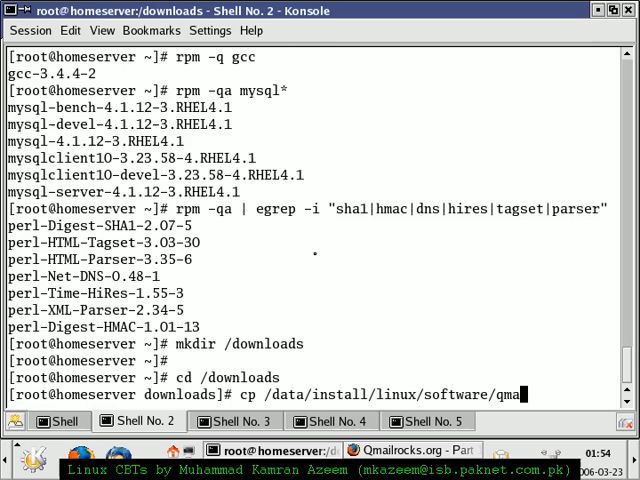 root@homeserver:/downloads - Shell No. 2 - Konsole
Session Edit View Bookmarks Settings Help
[root@homeserver ~]# rpm -q gcc
gcc-3.4.4-2
[root@homeserver ~]# rpm -qa mysql*
mysql-bench-4.1.12-3.RHEL4.1
mysql-devel-4.1.12-3.RHEL4.1
mysql-4.1.12-3.RHEL4.1
mysqlclient10-3.23.58-4.RHEL4.1
mysqlclient10-devel-3.23.58-4.RHEL4.1
mysql-server-4.1.12-3.RHEL4.1
[root@homeserver ~]# rpm -qa | egrep -i "sha1|hmac|dns|hires|tagset|parser"
perl-Digest-SHA1-2.07-5
perl-HTML-Tagset-3.03-30
perl-HTML-Parser-3.35-6
perl-Net-DNS-0.48-1
perl-Time-HiRes-1.55-3
perl-XML-Parser-2.34-5
perl-Digest-HMAC-1.01-13
[root@homeserver ~]# mkdir /downloads
[root@homeserver ~]#
[root@homeserver ~]# cd /downloads
[root@homeserver downloads]# cp /data/install/linux/software/qma
Shell Shell No. 2 Shell No. 3 Shell No. 4 Shell No. 5
root@homeserver:/d Qmailrocks.org - Part 01:54
Linux CBTs by Muhammad Kamran Azeem (mkazeem@isb.paknet.com.pk) 006-03-23